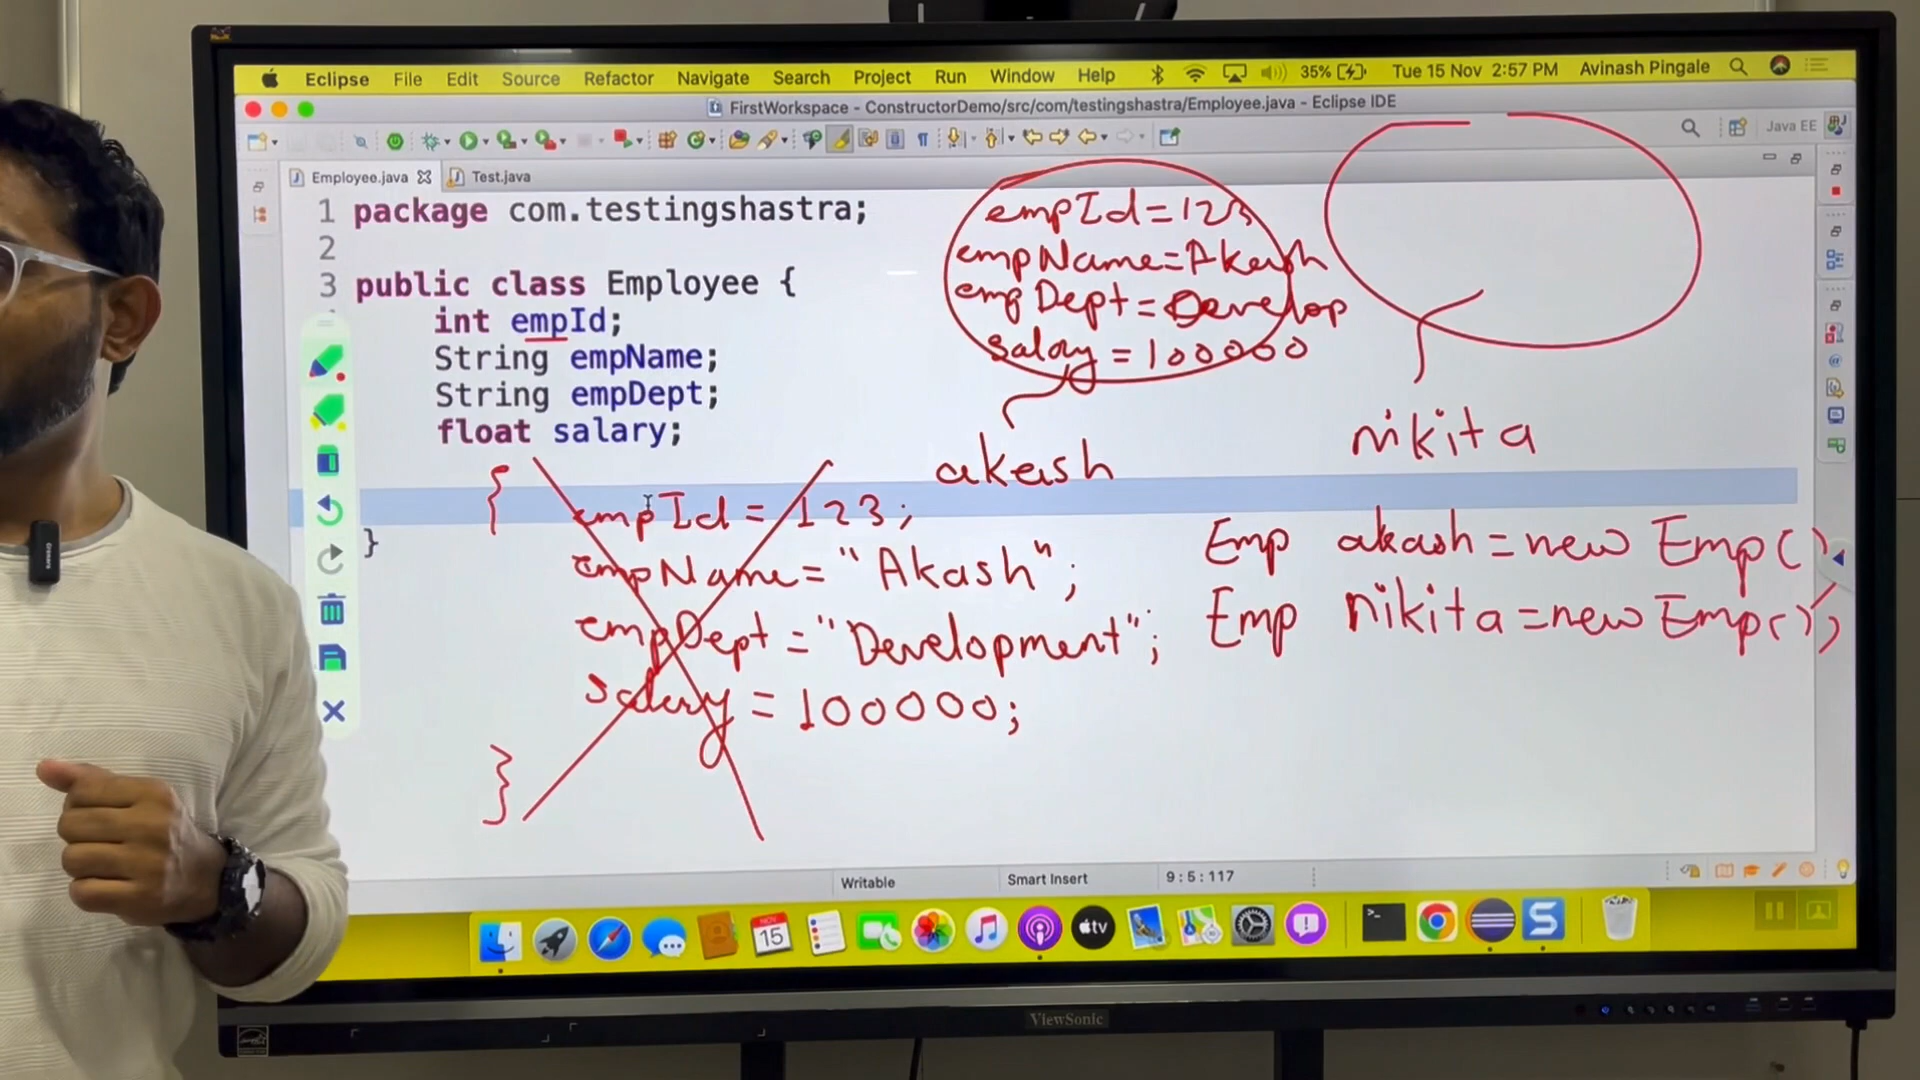 Eclipse File Edit Source Refactor Navigate Search Project Run Window Help 35% Tue 15 Nov 2:57 PM Avinash Pingale
FirstWorkspace - ConstructorDemo/src/com/testingshastra/Employee.java - Eclipse IDE
Java EE
Employee.java Test.java
1 package com.testingshastra;
2
3 public class Employee {
int empId;
String empName;
String empDept;
float salary;
}
empId=123
empName=Akash
empDept=Develop
salay=100000
akash
nikita
{
empId = 123;
empName= "Akash";
empDept="Development";
salary = 100000;
}
Emp akash=new Emp()
Emp nikita=new Emp();
Writable Smart Insert 9:5:117
NOV
15
tv
ViewSonic